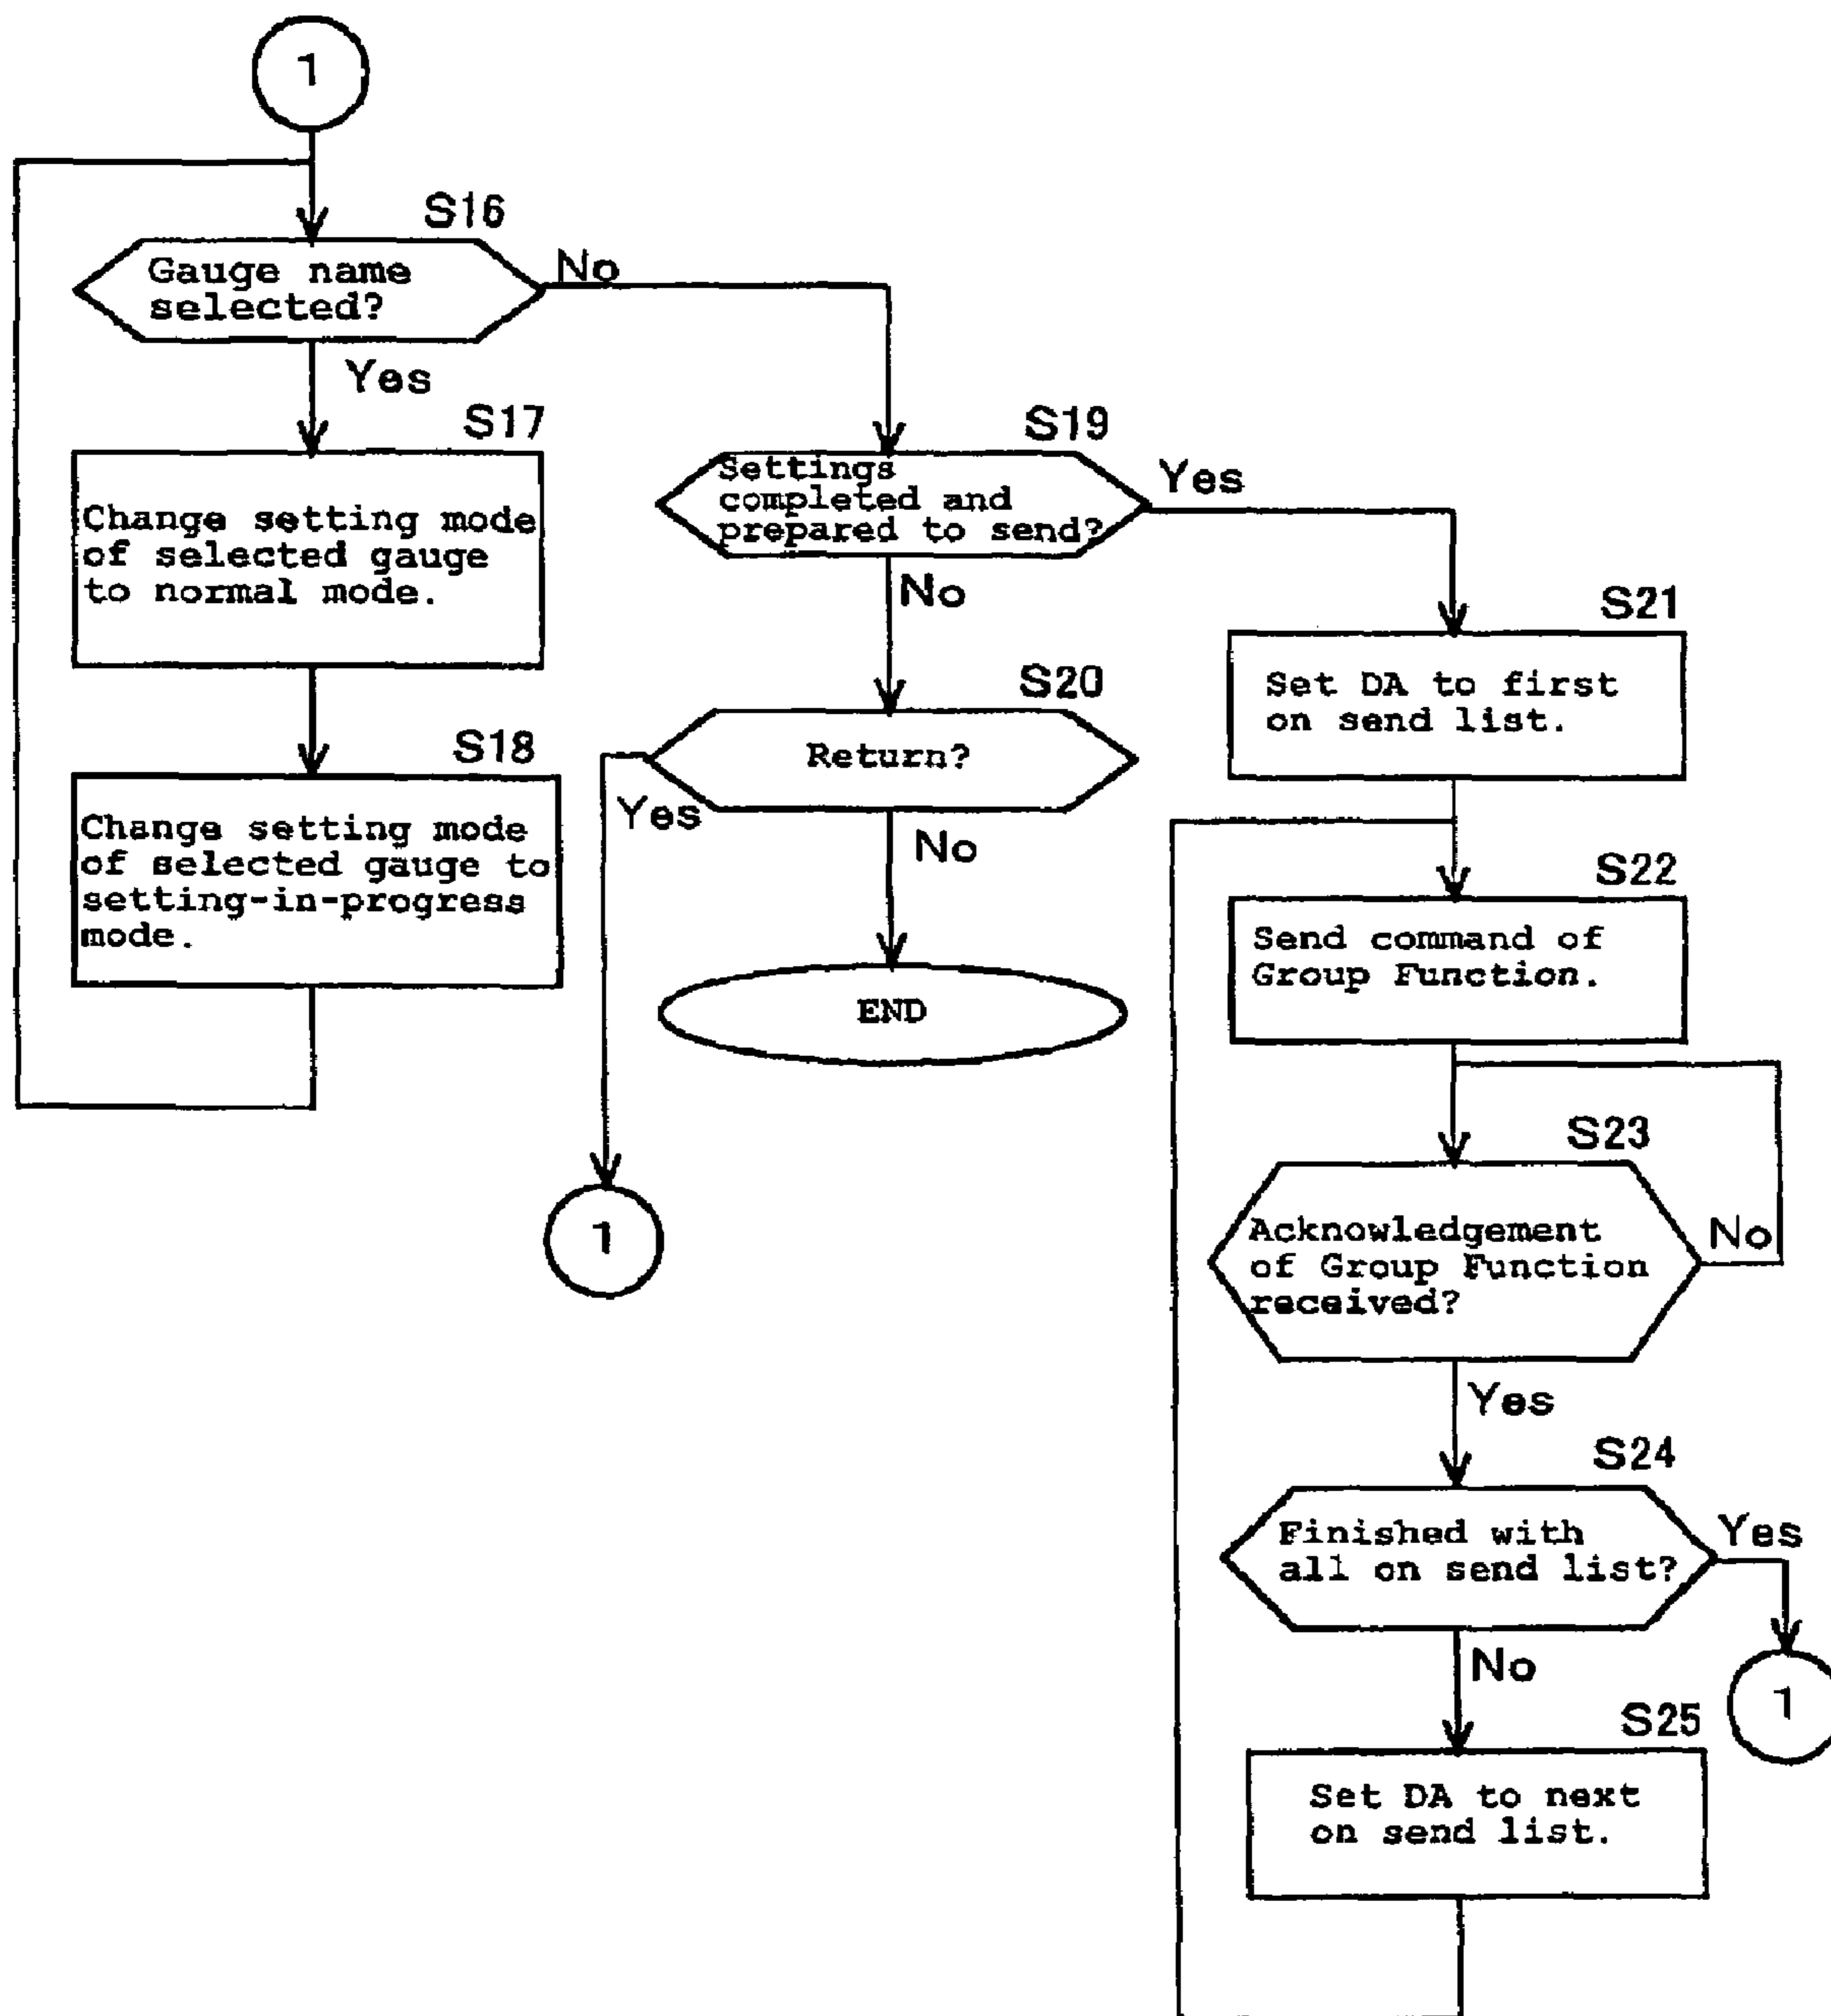 1
S16
Gauge name
selected?
No
Yes
S17
Change setting mode
of selected gauge
to normal mode.
S18
Change setting mode
of selected gauge to
setting-in-progress
mode.
S19
Settings
completed and
prepared to send?
Yes
No
S20
Return?
Yes
No
END
1
S21
Set DA to first
on send list.
S22
Send command of
Group Function.
S23
Acknowledgement
of Group Function
received?
No
Yes
S24
Finished with
all on send list?
Yes
No
1
S25
Set DA to next
on send list.